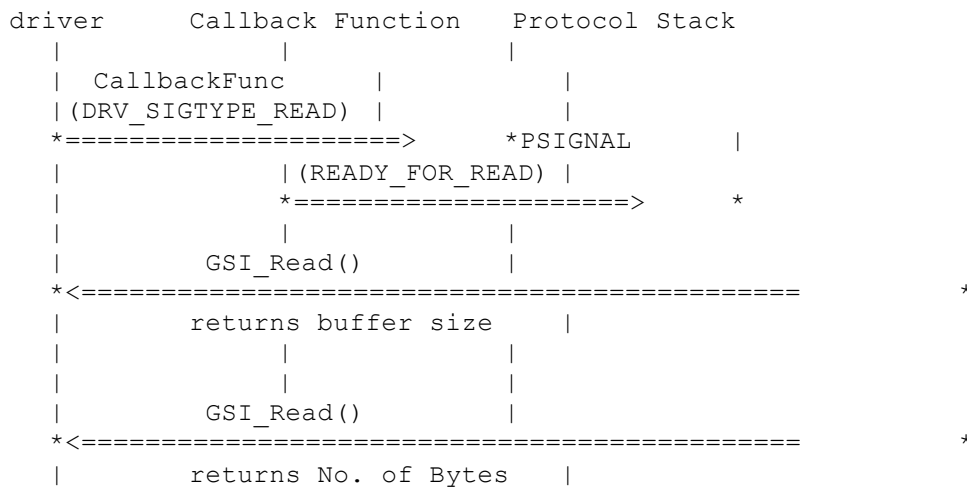 driver Callback Function Protocol Stack
| | |
| CallbackFunc | |
|(DRV_SIGTYPE_READ) | |
*=====================> *PSIGNAL |
| |(READY_FOR_READ) |
| *=====================> *
| | |
| GSI_Read() |
*<============================================= *
| returns buffer size |
| | |
| | |
| GSI_Read() |
*<============================================= *
| returns No. of Bytes |